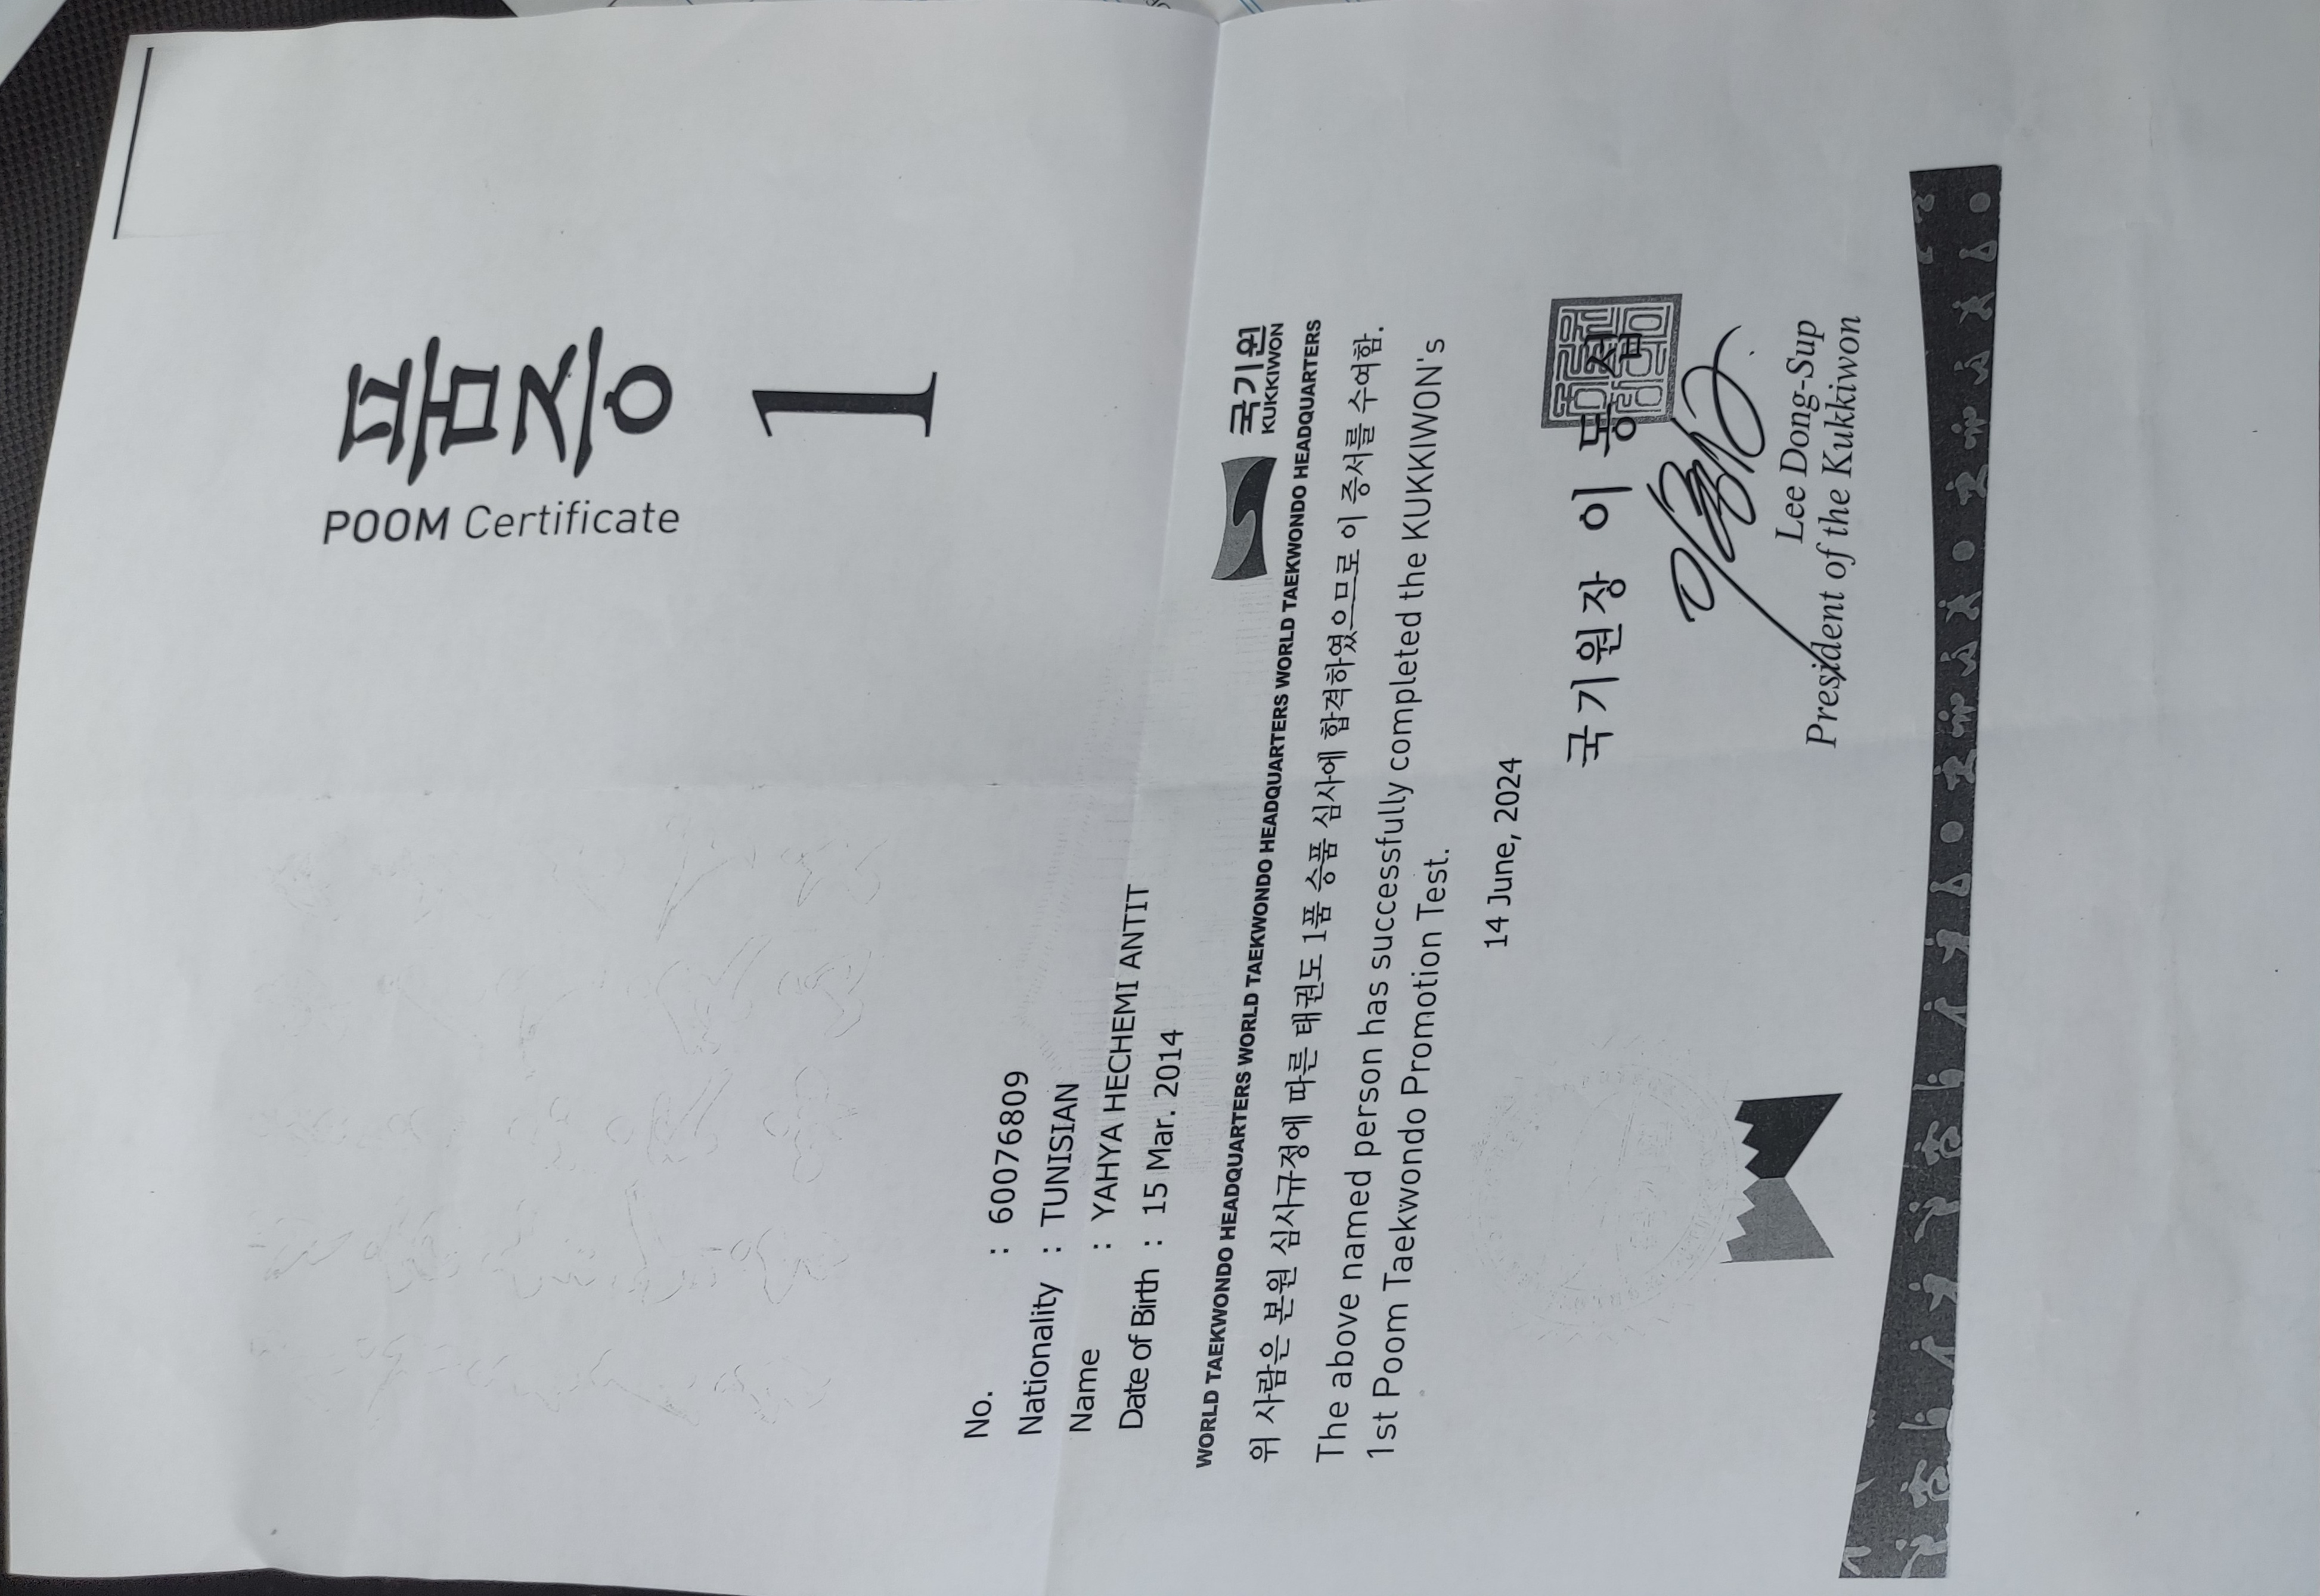 품증
POOM Certificate
1
No. : 60076809
Nationality : TUNISIAN
Name : YAHYA HECHEMI ANTIT
Date of Birth : 15 Mar. 2014
국기원
KUKKIWON
WORLD TAEKWONDO HEADQUARTERS WORLD TAEKWONDO HEADQUARTERS WORLD TAEKWONDO HEADQUARTERS WORLD TAEKWONDO HEADQUARTERS
위 사람은 본원 심사규정에 따른 태권도 1품 승품 심사에 합격하였으므로 이 증서를 수여함.
The above named person has successfully completed the KUKKIWON's
1st Poom Taekwondo Promotion Test.
14 June, 2024
국기원장 이 동 섭
Lee Dong-Sup
President of the Kukkiwon